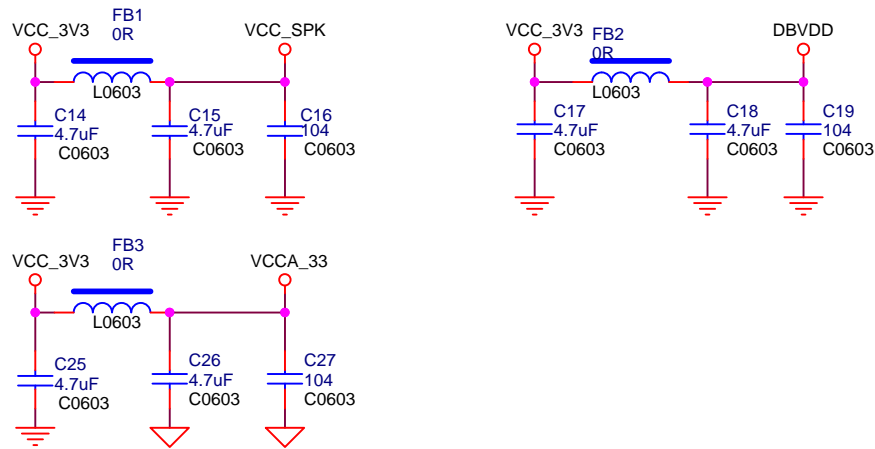 FB1
0R
VCC_3V3
VCC_SPK
L0603
C14
4.7uF
C0603
C15
4.7uF
C0603
C16
104
C0603
FB2
0R
VCC_3V3
DBVDD
L0603
C17
4.7uF
C0603
C18
4.7uF
C0603
C19
104
C0603
FB3
0R
VCC_3V3
VCCA_33
L0603
C25
4.7uF
C0603
C26
4.7uF
C0603
C27
104
C0603